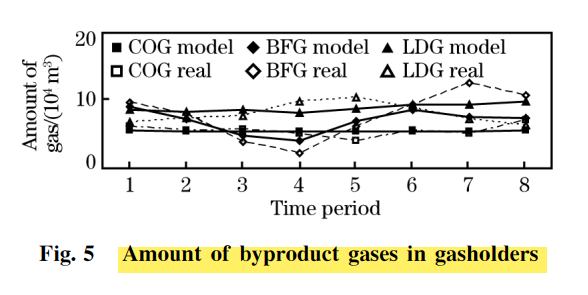 20
■ COG model ◆ BFG model ▲ LDG model
□ COG real ◇ BFG real △ LDG real
10
0
Amount of
gas/(10⁴ m³)
1 2 3 4 5 6 7 8
Time period
Fig. 5 Amount of byproduct gases in gasholders